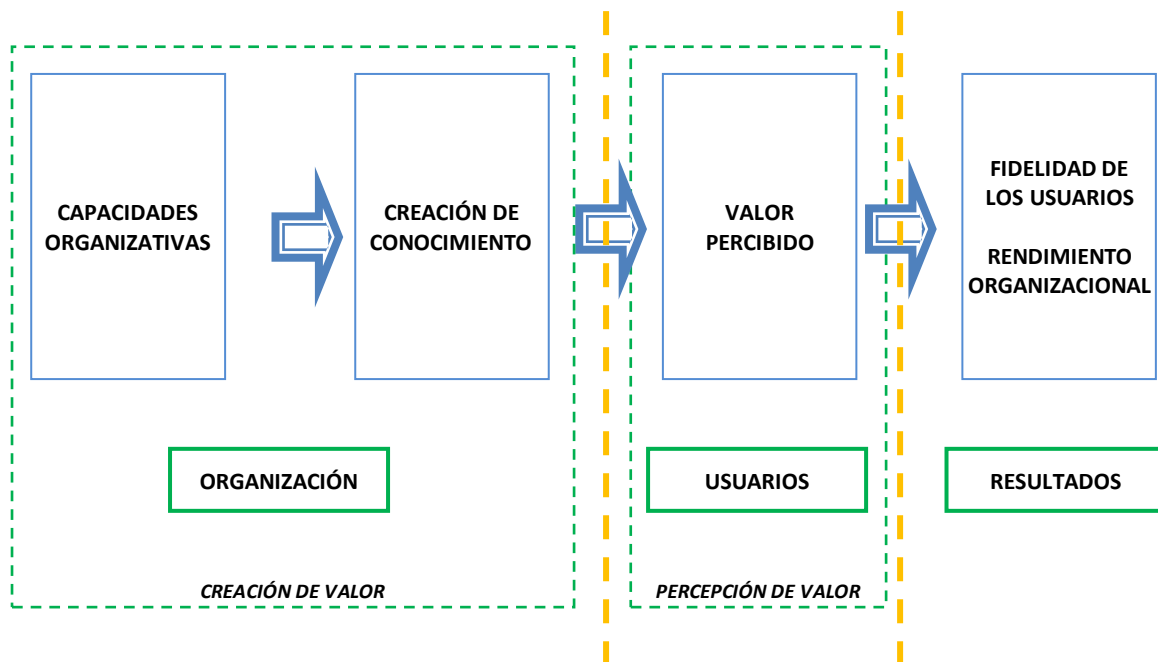 CAPACIDADES
ORGANIZATIVAS
CREACIÓN DE
CONOCIMIENTO
VALOR
PERCIBIDO
FIDELIDAD DE
LOS USUARIOS
RENDIMIENTO
ORGANIZACIONAL
ORGANIZACIÓN
USUARIOS
RESULTADOS
CREACIÓN DE VALOR
PERCEPCIÓN DE VALOR